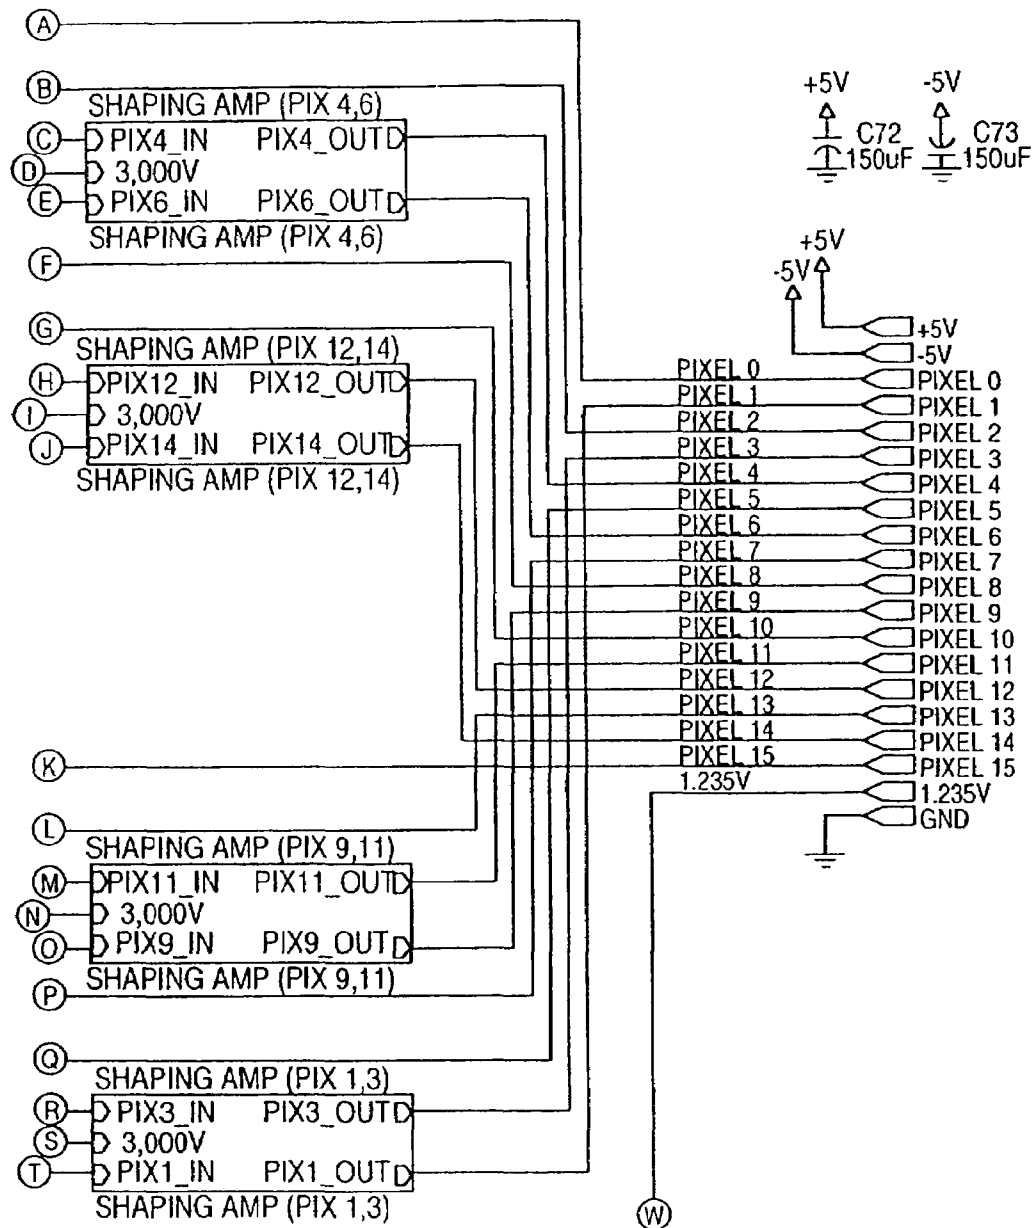 A
B
SHAPING AMP (PIX 4,6)
C PIX4_IN PIX4_OUT
D 3,000V
E PIX6_IN PIX6_OUT
SHAPING AMP (PIX 4,6)
F
G
SHAPING AMP (PIX 12,14)
H PIX12_IN PIX12_OUT
I 3,000V
J PIX14_IN PIX14_OUT
SHAPING AMP (PIX 12,14)
K
L
SHAPING AMP (PIX 9,11)
M PIX11_IN PIX11_OUT
N 3,000V
O PIX9_IN PIX9_OUT
SHAPING AMP (PIX 9,11)
P
Q
SHAPING AMP (PIX 1,3)
R PIX3_IN PIX3_OUT
S 3,000V
T PIX1_IN PIX1_OUT
SHAPING AMP (PIX 1,3)
+5V -5V
C72 C73
150uF 150uF
+5V
-5V
+5V
-5V
PIXEL 0 PIXEL 0
PIXEL 1 PIXEL 1
PIXEL 2 PIXEL 2
PIXEL 3 PIXEL 3
PIXEL 4 PIXEL 4
PIXEL 5 PIXEL 5
PIXEL 6 PIXEL 6
PIXEL 7 PIXEL 7
PIXEL 8 PIXEL 8
PIXEL 9 PIXEL 9
PIXEL 10 PIXEL 10
PIXEL 11 PIXEL 11
PIXEL 12 PIXEL 12
PIXEL 13 PIXEL 13
PIXEL 14 PIXEL 14
PIXEL 15 PIXEL 15
1.235V 1.235V
GND
W